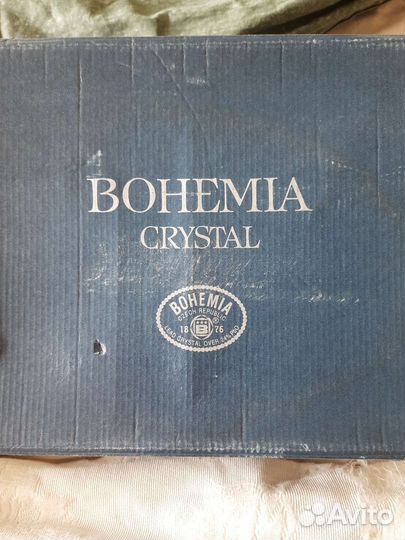 BOHEMIA
CRYSTAL
BOHEMIA
CZECH REPUBLIC
18 B ® 76
LEAD CRYSTAL OVER 24% PBO
Avito